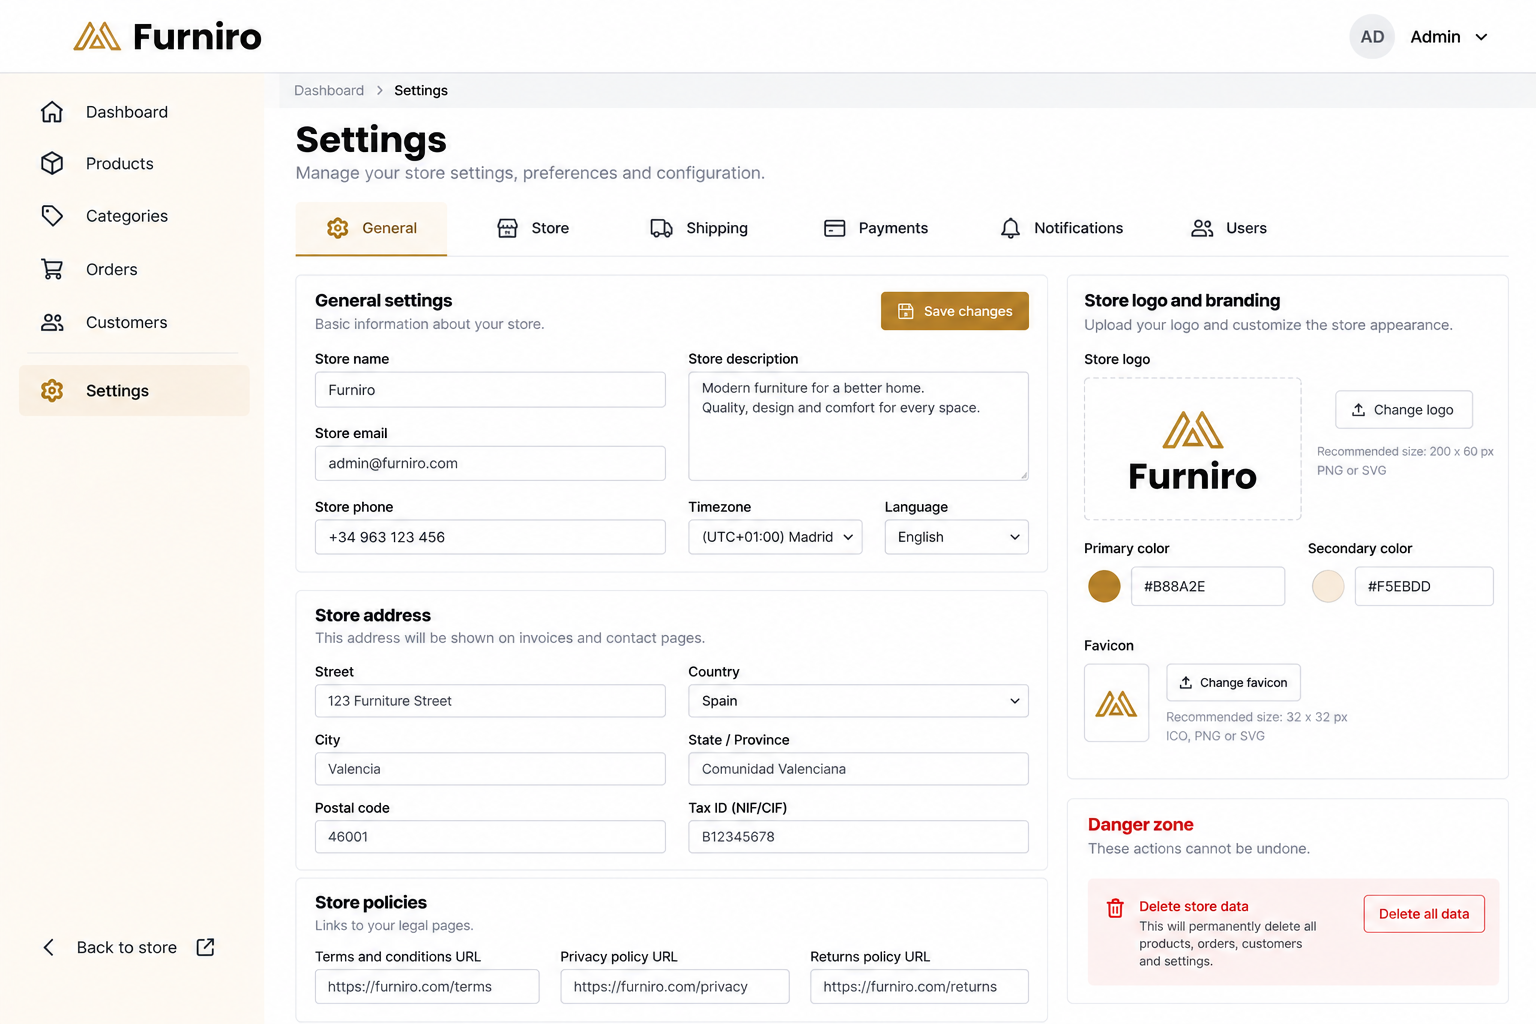 Furniro
AD Admin
Dashboard
Products
Categories
Orders
Customers
Settings
Back to store
Dashboard > Settings
Settings
Manage your store settings, preferences and configuration.
General
Store
Shipping
Payments
Notifications
Users
General settings
Basic information about your store.
Save changes
Store name
Furniro
Store email
admin@furniro.com
Store phone
+34 963 123 456
Store description
Modern furniture for a better home.
Quality, design and comfort for every space.
Timezone
(UTC+01:00) Madrid
Language
English
Store address
This address will be shown on invoices and contact pages.
Street
123 Furniture Street
Country
Spain
City
Valencia
State / Province
Comunidad Valenciana
Postal code
46001
Tax ID (NIF/CIF)
B12345678
Store policies
Links to your legal pages.
Terms and conditions URL
https://furniro.com/terms
Privacy policy URL
https://furniro.com/privacy
Returns policy URL
https://furniro.com/returns
Store logo and branding
Upload your logo and customize the store appearance.
Store logo
Furniro
Change logo
Recommended size: 200 x 60 px
PNG or SVG
Primary color
#B88A2E
Secondary color
#F5EBDD
Favicon
Change favicon
Recommended size: 32 x 32 px
ICO, PNG or SVG
Danger zone
These actions cannot be undone.
Delete store data
This will permanently delete all
products, orders, customers
and settings.
Delete all data